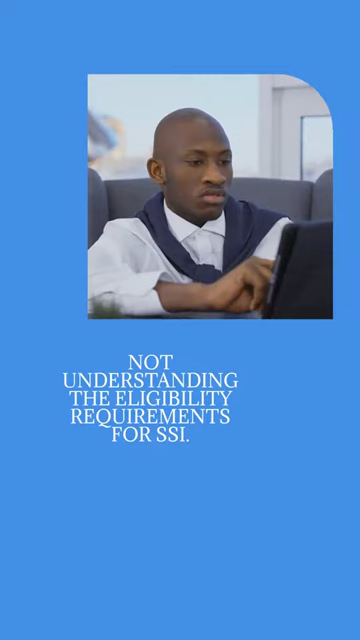 NOT
UNDERSTANDING
THE ELIGIBILITY
REQUIREMENTS
FOR SSI.